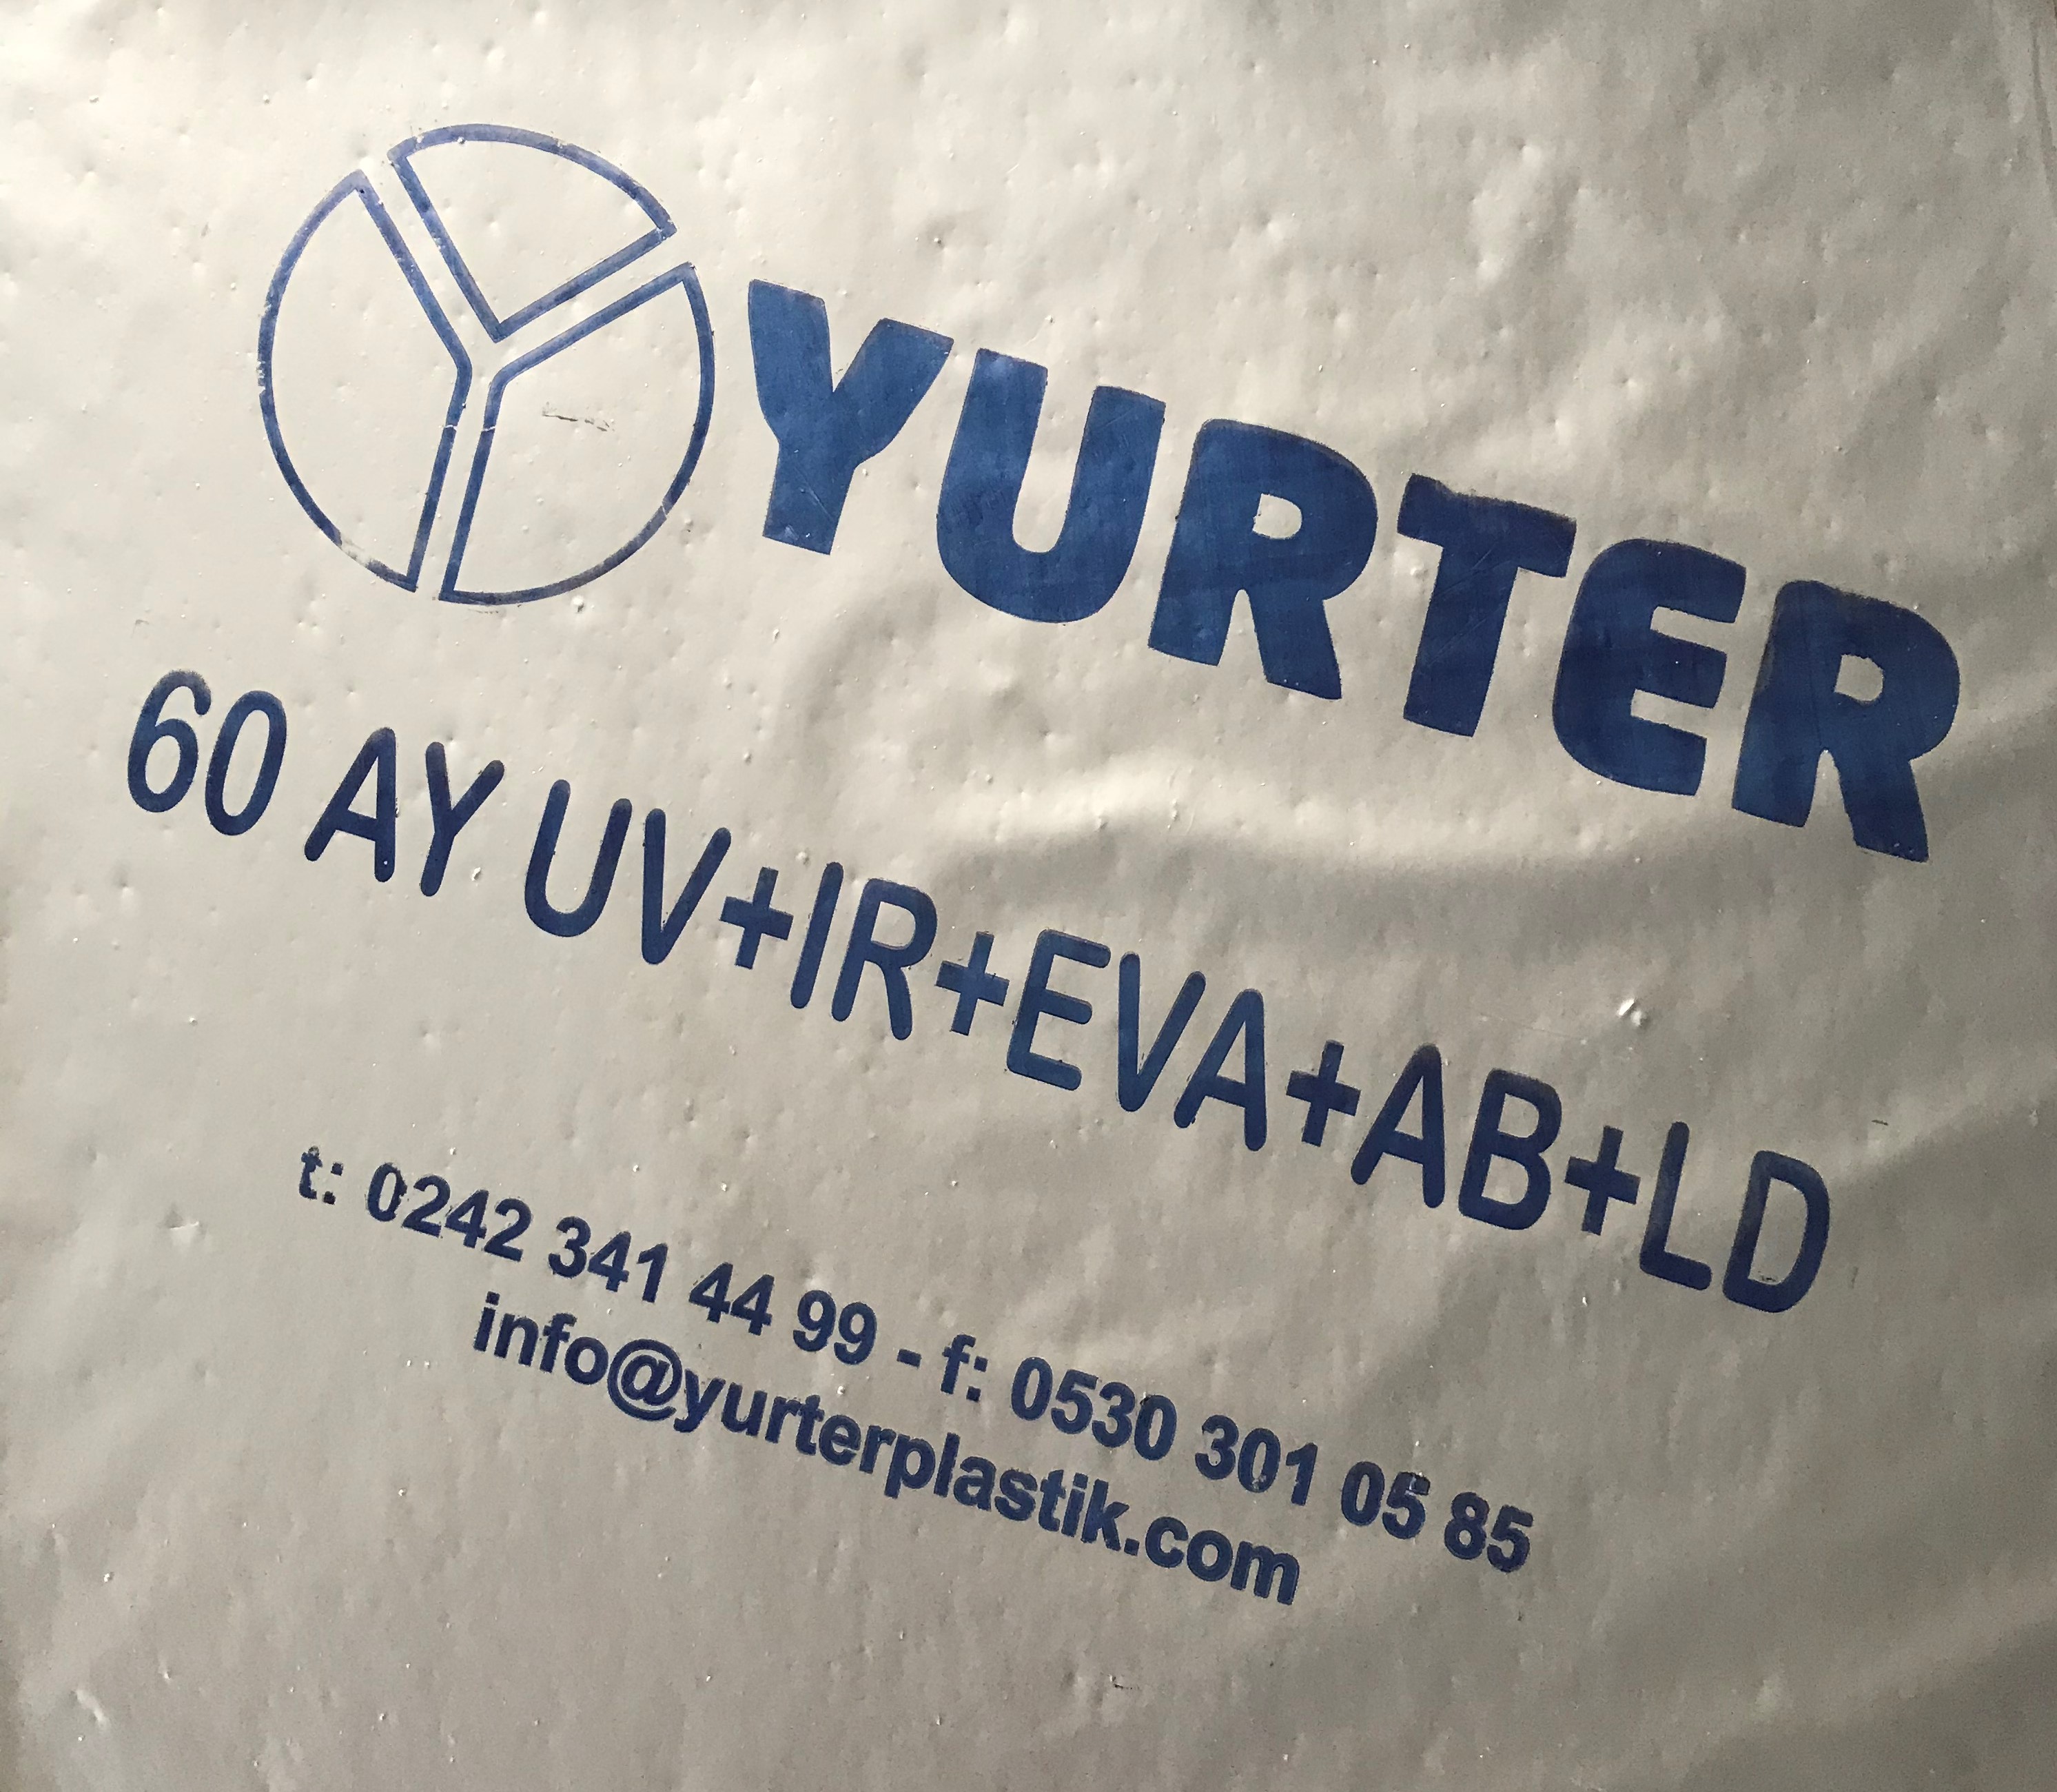 YURTER
60 AY UV+IR+EVA+AB+LD
t: 0242 341 44 99 - f: 0530 301 05 85
info@yurterplastik.com